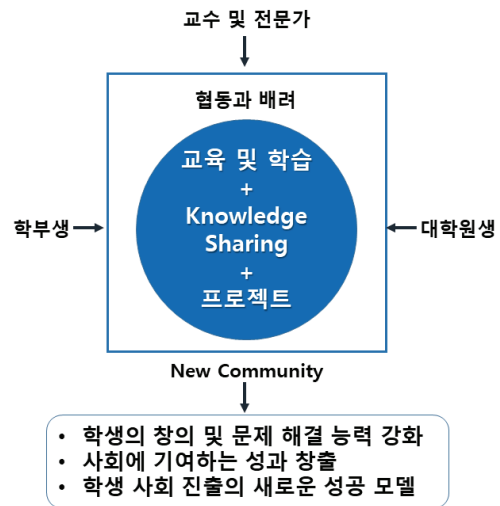 교수 및 전문가
협동과 배려
교육 및 학습
+
Knowledge
Sharing
+
프로젝트
학부생
대학원생
New Community
• 학생의 창의 및 문제 해결 능력 강화
• 사회에 기여하는 성과 창출
• 학생 사회 진출의 새로운 성공 모델